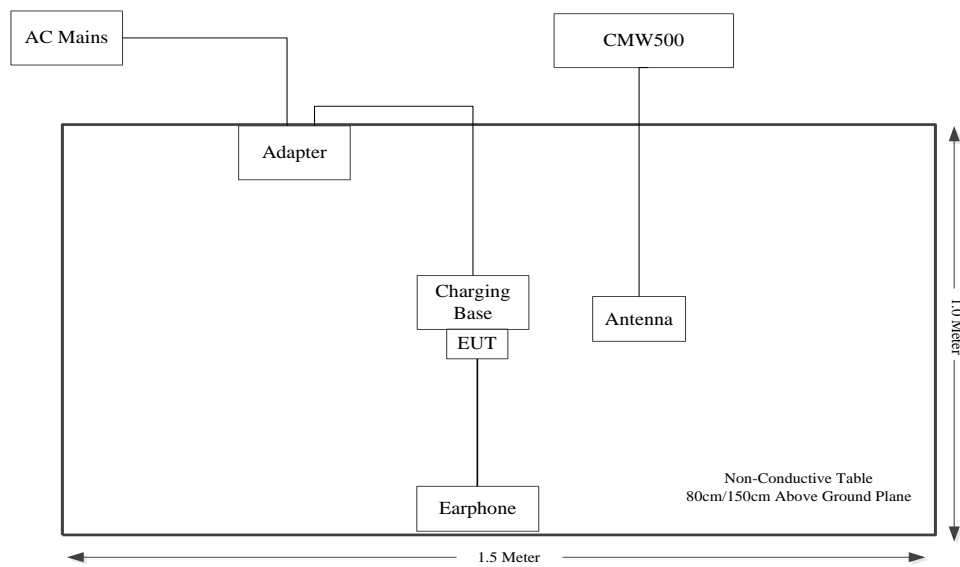 AC Mains
CMW500
Adapter
Charging
Base
EUT
Antenna
Earphone
Non-Conductive Table
80cm/150cm Above Ground Plane
1.0 Meter
1.5 Meter